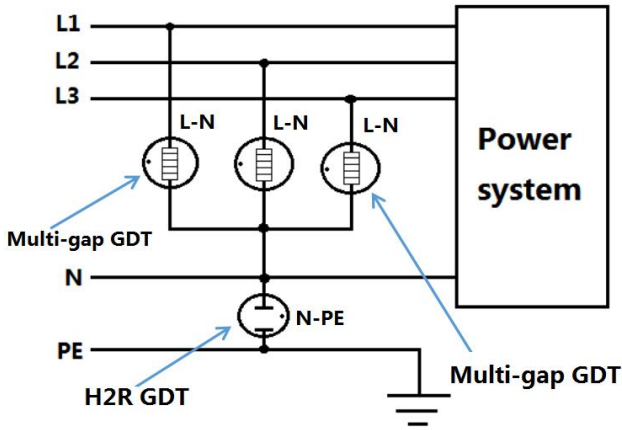 L1
L2
L3
L-N
L-N
L-N
Power
system
Multi-gap GDT
N
N-PE
PE
H2R GDT
Multi-gap GDT